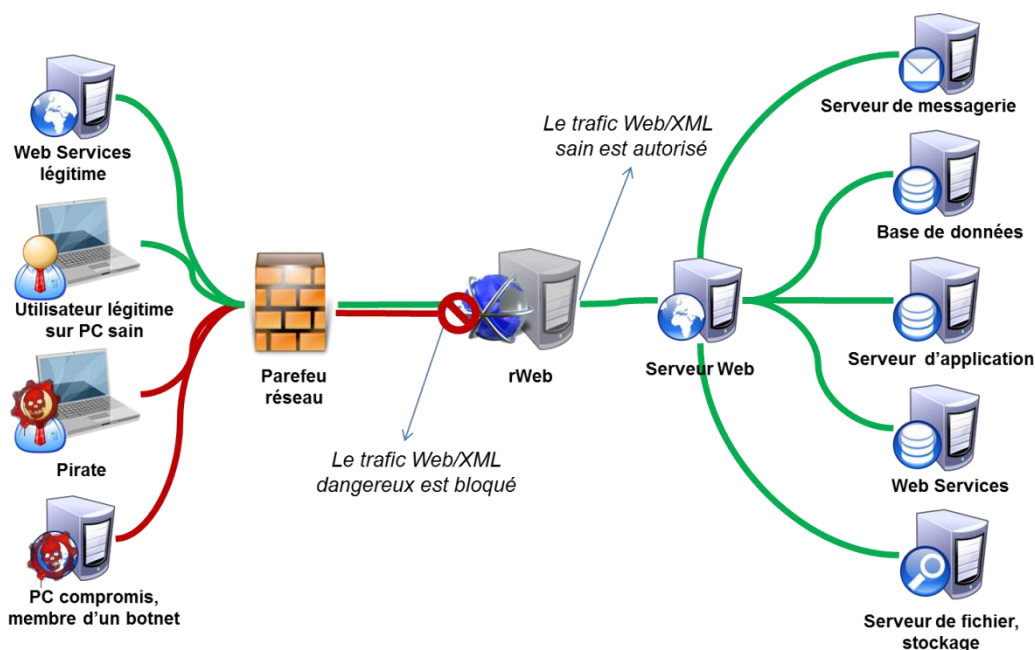 Web Services
légitime
Utilisateur légitime
sur PC sain
Pirate
PC compromis,
membre d'un botnet
Parefeu
réseau
Le trafic Web/XML
dangereux est bloqué
rWeb
Le trafic Web/XML
sain est autorisé
Serveur Web
Serveur de messagerie
Base de données
Serveur d'application
Web Services
Serveur de fichier,
stockage